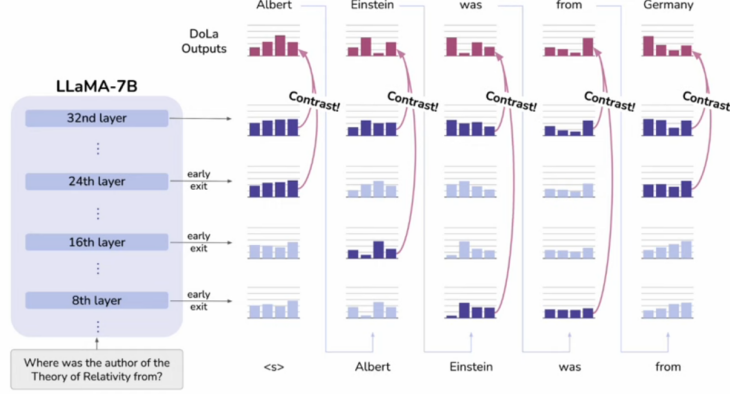 Albert Einstein was from Germany
DoLa
Outputs
LLaMA-7B
Contrast! Contrast! Contrast! Contrast! Contrast
32nd layer
24th layer
early
exit
16th layer
early
exit
8th layer
early
exit
Where was the author of the
Theory of Relativity from?
<s> Albert Einstein was from